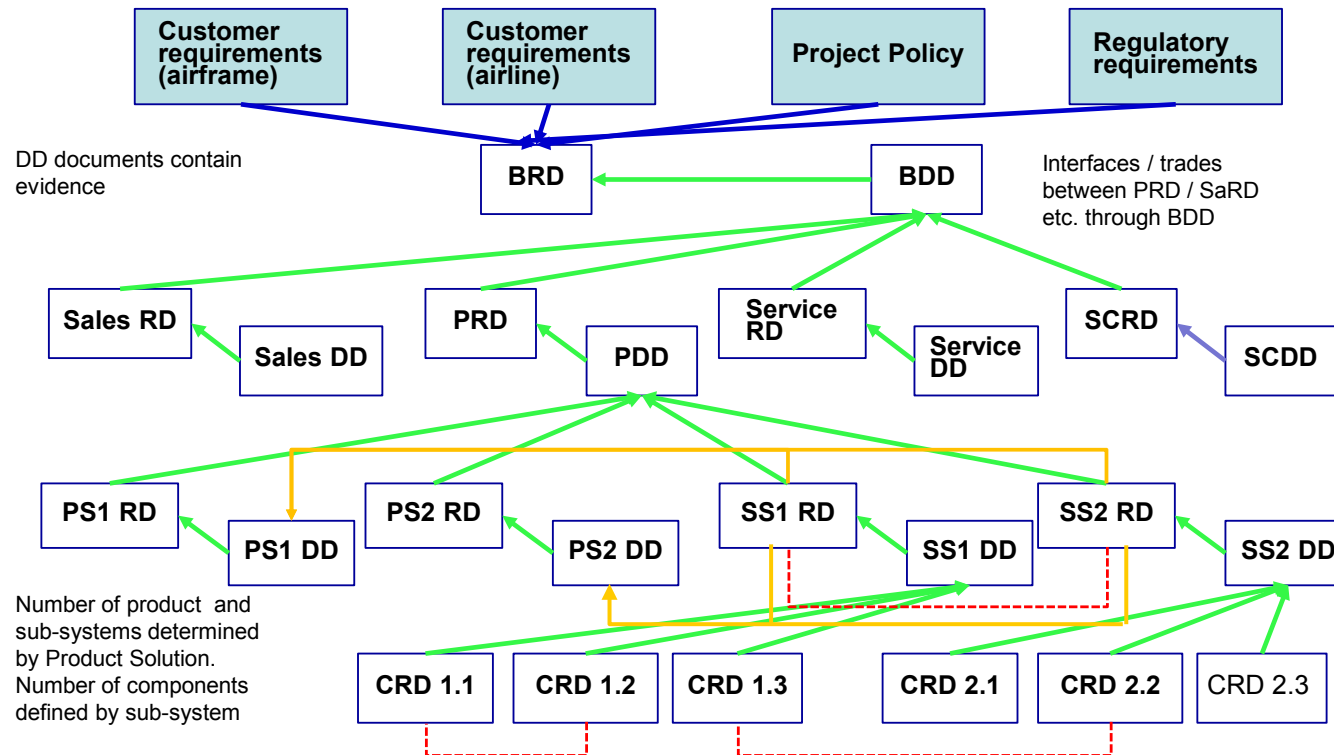 Customer
requirements
(airframe)
Customer
requirements
(airline)
Project Policy
Regulatory
requirements
DD documents contain
evidence
BRD
BDD
Interfaces / trades
between PRD / SaRD
etc. through BDD
Sales RD
Sales DD
PRD
PDD
Service
RD
Service
DD
SCRD
SCDD
PS1 RD
PS1 DD
PS2 RD
PS2 DD
SS1 RD
SS1 DD
SS2 RD
SS2 DD
Number of product and
sub-systems determined
by Product Solution.
Number of components
defined by sub-system
CRD 1.1
CRD 1.2
CRD 1.3
CRD 2.1
CRD 2.2
CRD 2.3